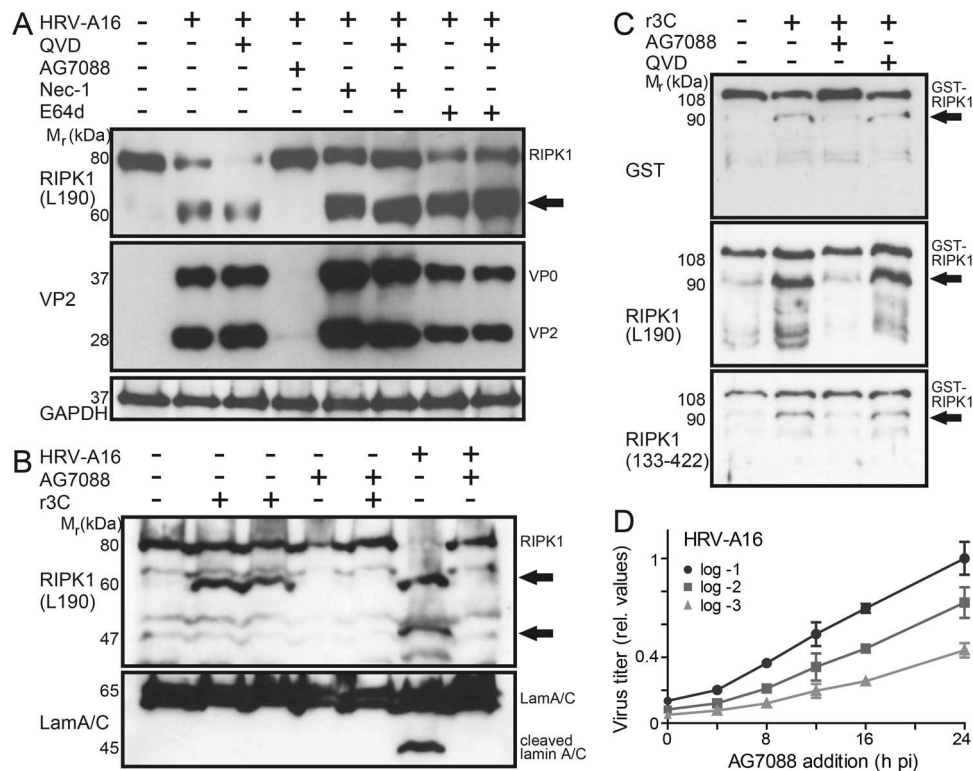 A
HRV-A16 - + + + + + + +
QVD - - + - - + - +
AG7088 - - - + - - - -
Nec-1 - - - - + + - -
E64d - - - - - - + +
Mr (kDa)
80
RIPK1
RIPK1
(L190)
60
37
VP0
VP2
28
VP2
37
GAPDH
B
HRV-A16 - - - - - + +
AG7088 - - - + + - +
r3C - + + - + - -
Mr (kDa)
80
RIPK1
RIPK1
(L190)
60
47
65
LamA/C
LamA/C
45
cleaved
lamin A/C
C
r3C - + + +
AG7088 - - + -
QVD - - - +
Mr (kDa)
108
GST-
RIPK1
90
GST
108
GST-
RIPK1
90
RIPK1
(L190)
108
GST-
RIPK1
90
RIPK1
(133-422)
D
HRV-A16
log -1
log -2
log -3
Virus titer (rel. values)
1
0.4
0
0 8 16 24
AG7088 addition (h pi)